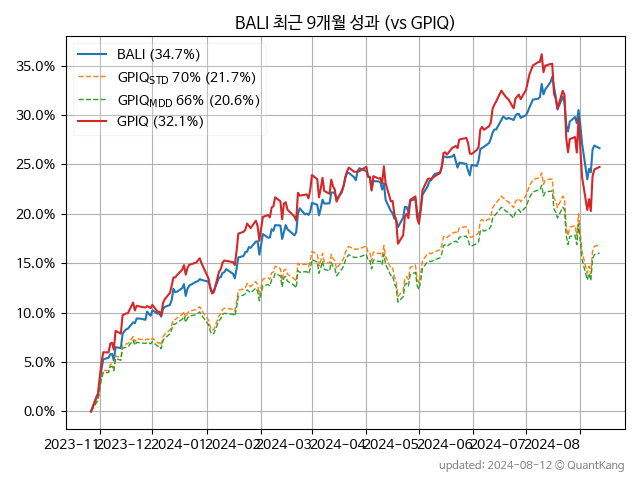 BALI 최근 9개월 성과 (vs GPIQ)
BALI (34.7%)
GPIQSTD 70% (21.7%)
GPIQMDD 66% (20.6%)
GPIQ (32.1%)
35.0%
30.0%
25.0%
20.0%
15.0%
10.0%
5.0%
0.0%
2023-11 2023-12 2024-01 2024-02 2024-03 2024-04 2024-05 2024-06 2024-07 2024-08
updated: 2024-08-12 © QuantKang